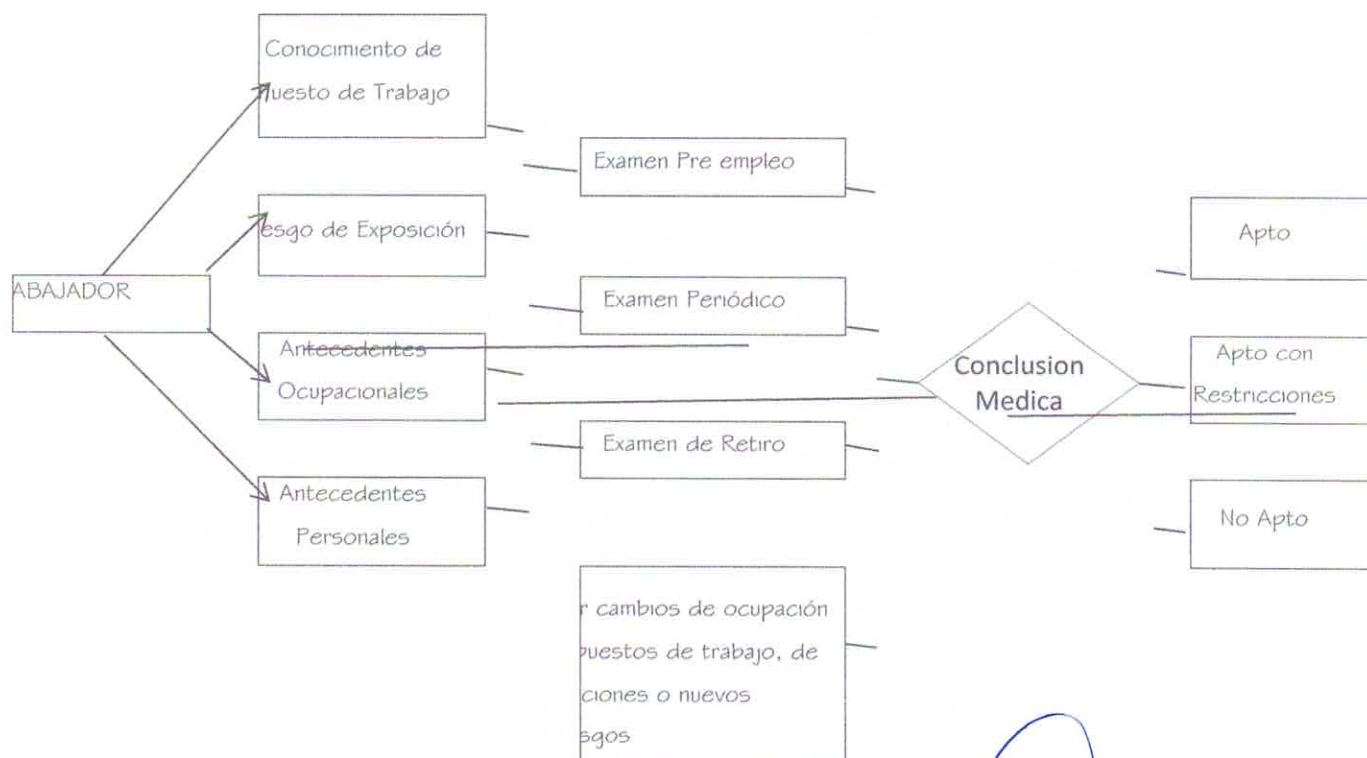 Conocimiento de
uesto de Trabajo
Examen Pre empleo
esgo de Exposición
Apto
ABAJADOR
Examen Periódico
Antecedentes
Ocupacionales
Conclusion
Medica
Apto con
Restricciones
Examen de Retiro
Antecedentes
Personales
No Apto
r cambios de ocupación
puestos de trabajo, de
ciones o nuevos
sgos